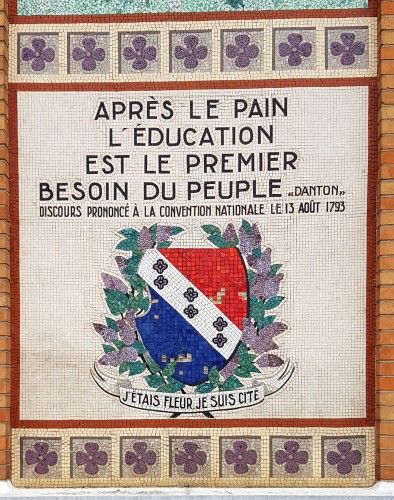 APRÈS LE PAIN
L'ÉDUCATION
EST LE PREMIER
BESOIN DU PEUPLE «DANTON»
DISCOURS PRONONCÉ À LA CONVENTION NATIONALE LE 13 AOÛT 1793
J'ÉTAIS FLEUR, JE SUIS CITÉ